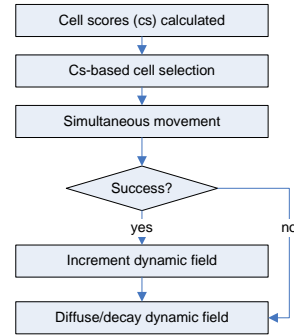 Cell scores (cs) calculated
Cs-based cell selection
Simultaneous movement
Success?
yes
no
Increment dynamic field
Diffuse/decay dynamic field